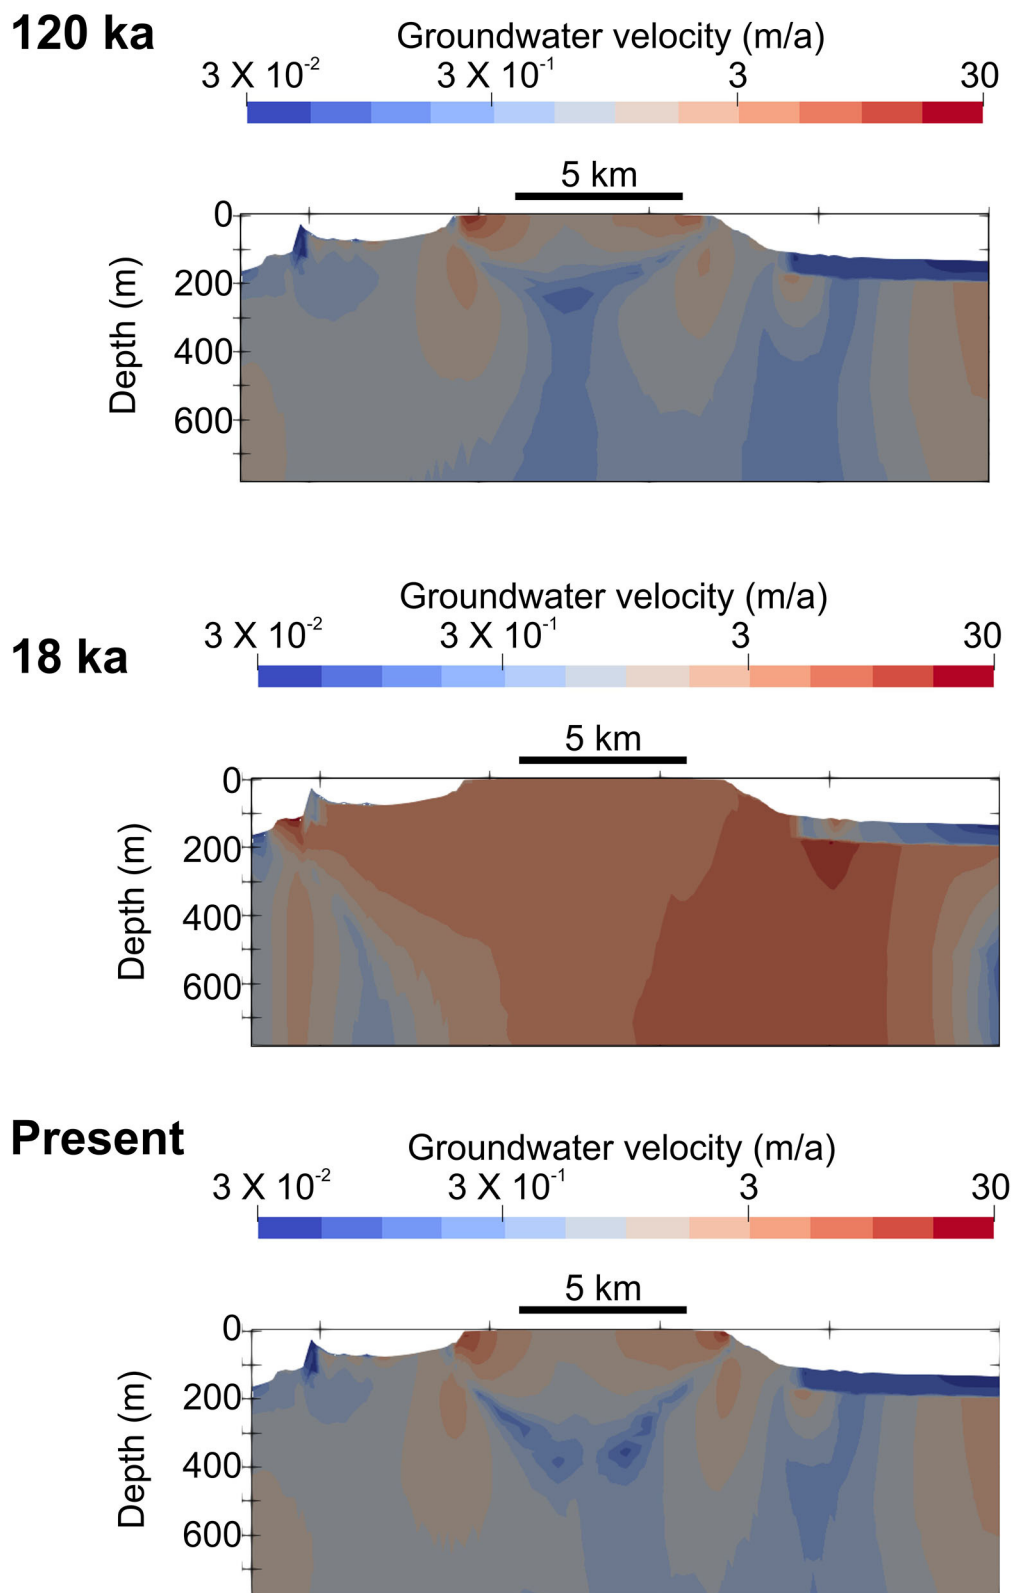 120 ka
Groundwater velocity (m/a)
3 X 10⁻² 3 X 10⁻¹ 3 30
5 km
0
200
400
600
Depth (m)
18 ka
Groundwater velocity (m/a)
3 X 10⁻² 3 X 10⁻¹ 3 30
5 km
0
200
400
600
Depth (m)
Present
Groundwater velocity (m/a)
3 X 10⁻² 3 X 10⁻¹ 3 30
5 km
0
200
400
600
Depth (m)